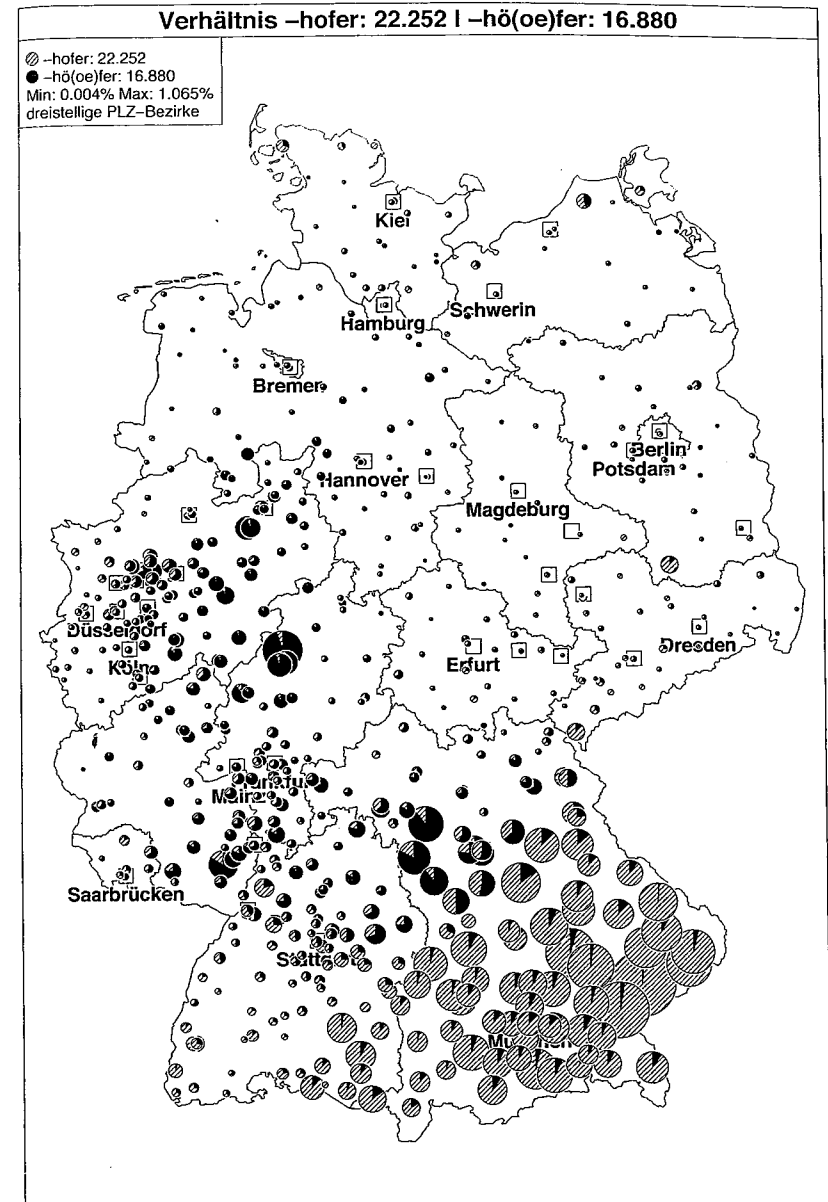 Verhältnis –hofer: 22.252 | –hö(oe)fer: 16.880
–hofer: 22.252
–hö(oe)fer: 16.880
Min: 0.004% Max: 1.065%
dreistellige PLZ–Bezirke
Kiel
Schwerin
Hamburg
Bremen
Berlin
Potsdam
Hannover
Magdeburg
Düsseldorf
Dresden
Erfurt
Köln
Mainz
Saarbrücken